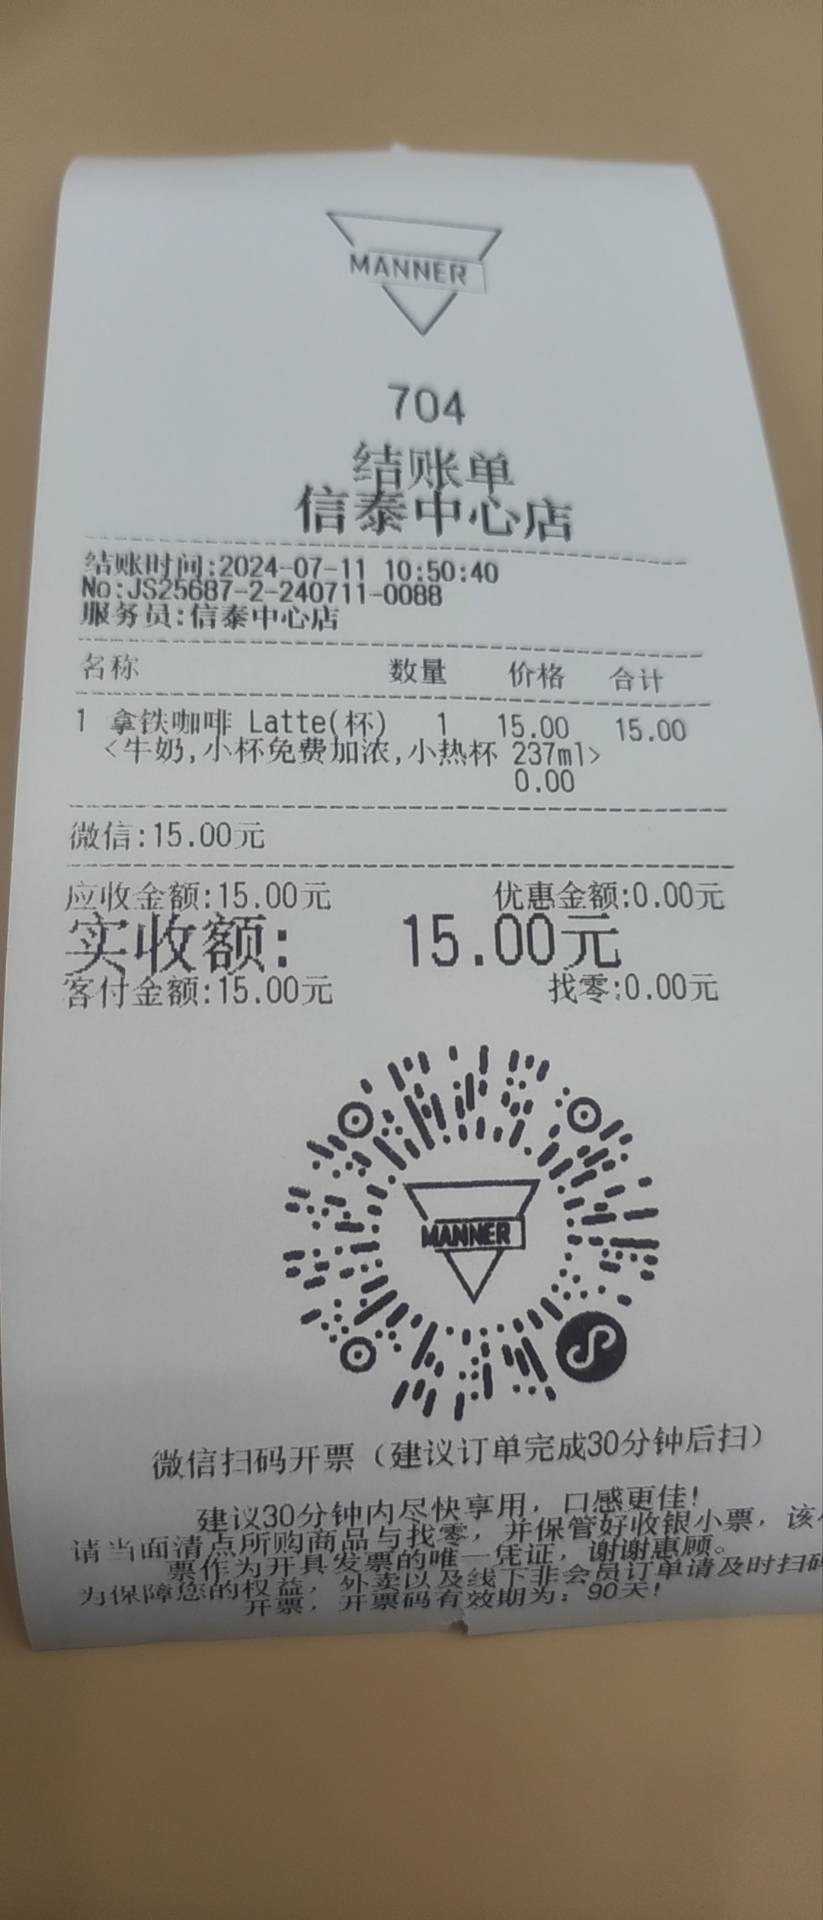 MANNER
704
结账单
信泰中心店
结账时间:2024-07-11 10:50:40
No:JS25687-2-240711-0088
服务员:信泰中心店
名称 数量 价格 合计
1 拿铁咖啡 Latte(杯) 1 15.00 15.00
<牛奶,小杯免费加浓,小热杯 237ml>
0.00
微信:15.00元
应收金额:15.00元 优惠金额:0.00元
实收额: 15.00元
客付金额:15.00元 找零:0.00元
MANNER
微信扫码开票（建议订单完成30分钟后扫）
建议30分钟内尽快享用，口感更佳！
请当面清点所购商品与找零，并保管好收银小票，该
票作为开具发票的唯一凭证，谢谢惠顾。
为保障您的权益，外卖以及线下非会员订单请及时扫码
开票，开票码有效期为：90天！